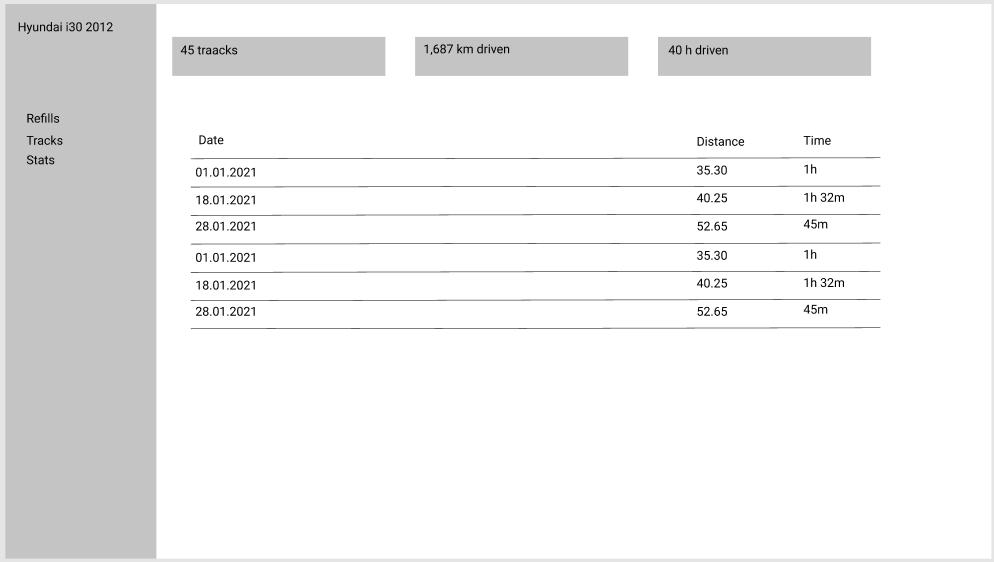 Hyundai i30 2012
45 traacks 1,687 km driven 40 h driven
Refills
Tracks
Stats
Date Distance Time
01.01.2021 35.30 1h
18.01.2021 40.25 1h 32m
28.01.2021 52.65 45m
01.01.2021 35.30 1h
18.01.2021 40.25 1h 32m
28.01.2021 52.65 45m